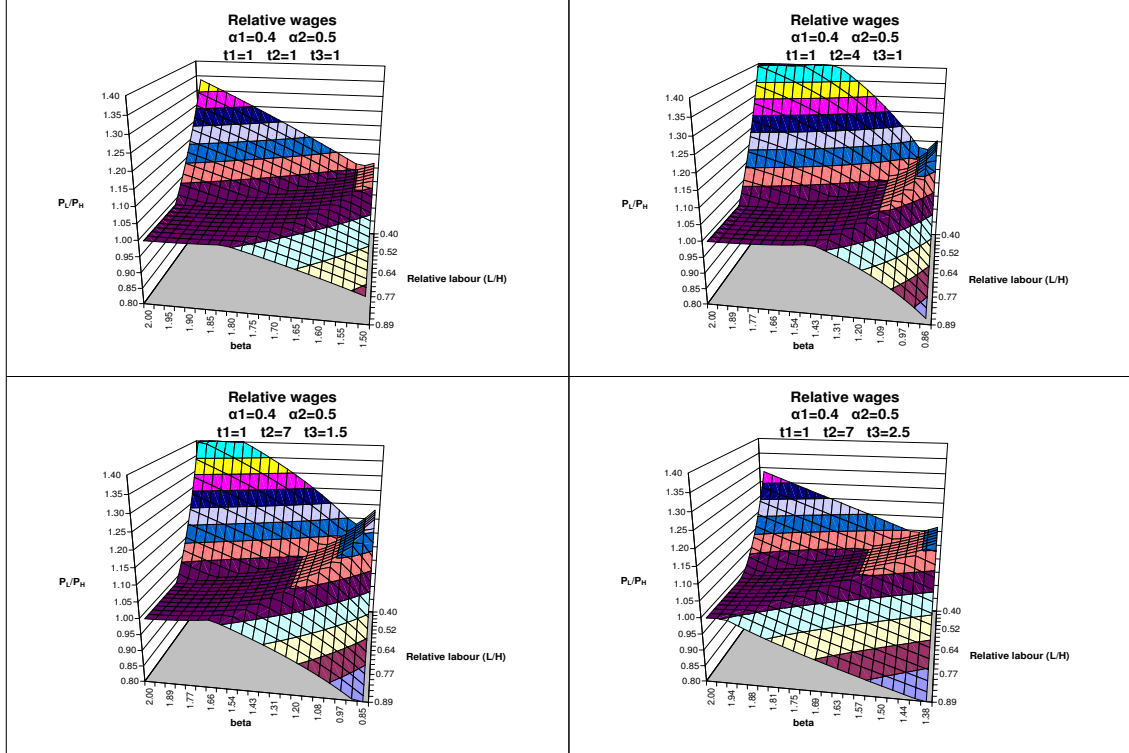 Relative wages
α1=0.4 α2=0.5
t1=1 t2=1 t3=1
1.40
1.35
1.30
1.25
1.20
1.15
1.10
1.05
1.00
0.95
0.90
0.85
0.80
PL/PH
2.00 1.95 1.90 1.85 1.80 1.75 1.70 1.65 1.60 1.55 1.50
beta
0.40
0.52
0.64
0.77
0.89
Relative labour (L/H)
Relative wages
α1=0.4 α2=0.5
t1=1 t2=4 t3=1
1.40
1.35
1.30
1.25
1.20
1.15
1.10
1.05
1.00
0.95
0.90
0.85
0.80
PL/PH
2.00 1.89 1.77 1.66 1.54 1.43 1.31 1.20 1.09 0.97 0.86
beta
0.40
0.52
0.64
0.77
0.89
Relative labour (L/H)
Relative wages
α1=0.4 α2=0.5
t1=1 t2=7 t3=1.5
1.40
1.35
1.30
1.25
1.20
1.15
1.10
1.05
1.00
0.95
0.90
0.85
0.80
PL/PH
2.00 1.89 1.77 1.66 1.54 1.43 1.31 1.20 1.08 0.97 0.85
beta
0.40
0.52
0.64
0.77
0.89
Relative labour (L/H)
Relative wages
α1=0.4 α2=0.5
t1=1 t2=7 t3=2.5
1.40
1.35
1.30
1.25
1.20
1.15
1.10
1.05
1.00
0.95
0.90
0.85
0.80
PL/PH
2.00 1.94 1.88 1.81 1.75 1.69 1.63 1.57 1.50 1.44 1.38
beta
0.40
0.52
0.64
0.77
0.89
Relative labour (L/H)